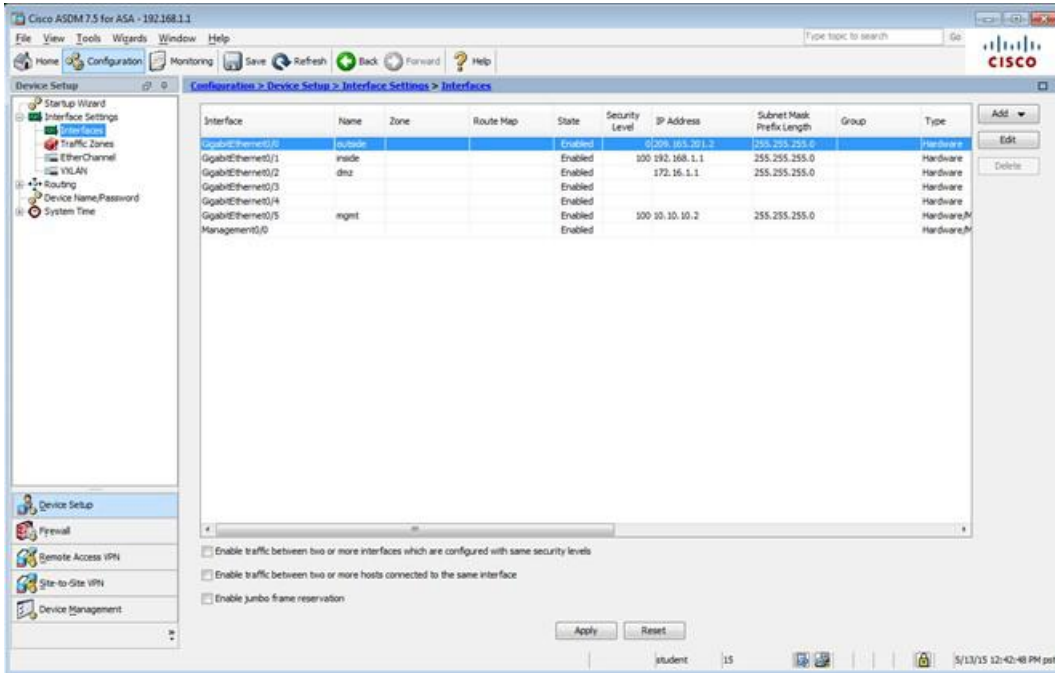 Cisco ASDM 7.5 for ASA - 192.168.1.1
File View Tools Wizards Window Help
Type topic to search Go
Home Configuration Monitoring Save Refresh Back Forward Help
CISCO
Device Setup
Configuration > Device Setup > Interface Settings > Interfaces
Startup Wizard
Interface Settings
Interfaces
Traffic Zones
EtherChannel
VXLAN
Routing
Device Name/Password
System Time
Interface Name Zone Route Map State Security Level IP Address Subnet Mask Prefix Length Group Type
GigabitEthernet0/0 outside Enabled 0 209.165.201.2 255.255.255.0 Hardware
GigabitEthernet0/1 inside Enabled 100 192.168.1.1 255.255.255.0 Hardware
GigabitEthernet0/2 dmz Enabled 172.16.1.1 255.255.255.0 Hardware
GigabitEthernet0/3 Enabled Hardware
GigabitEthernet0/4 Enabled Hardware
GigabitEthernet0/5 mgmt Enabled 100 10.10.10.2 255.255.255.0 Hardware/M
Management0/0 Enabled Hardware/M
Add
Edit
Delete
Device Setup
Firewall
Remote Access VPN
Site-to-Site VPN
Device Management
Enable traffic between two or more interfaces which are configured with same security levels
Enable traffic between two or more hosts connected to the same interface
Enable jumbo frame reservation
Apply Reset
student 15 5/13/15 12:42:48 PM pst